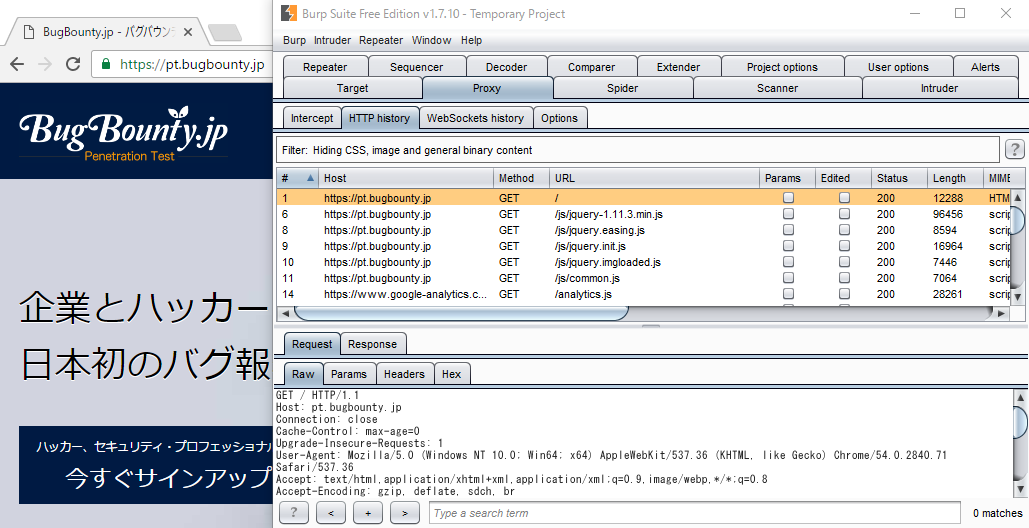 BugBounty.jp - バグバウン
https://pt.bugbounty.jp
BugBounty.jp
Penetration Test
企業とハッカー
日本初のバグ報
ハッカー、セキュリティ・プロフェッショナル
今すぐサインアップ
Burp Suite Free Edition v1.7.10 - Temporary Project
Burp Intruder Repeater Window Help
Repeater Sequencer Decoder Comparer Extender Project options User options Alerts
Target Proxy Spider Scanner Intruder
Intercept HTTP history WebSockets history Options
Filter: Hiding CSS, image and general binary content ?
# Host Method URL Params Edited Status Length MIME
1 https://pt.bugbounty.jp GET / 200 12288 HTM
6 https://pt.bugbounty.jp GET /js/jquery-1.11.3.min.js 200 96456 scrip
8 https://pt.bugbounty.jp GET /js/jquery.easing.js 200 8594 scrip
9 https://pt.bugbounty.jp GET /js/jquery.init.js 200 16964 scrip
10 https://pt.bugbounty.jp GET /js/jquery.imgloaded.js 200 7446 scrip
11 https://pt.bugbounty.jp GET /js/common.js 200 7064 scrip
14 https://www.google-analytics.c... GET /analytics.js 200 28261 scrip
Request Response
Raw Params Headers Hex
GET / HTTP/1.1
Host: pt.bugbounty.jp
Connection: close
Cache-Control: max-age=0
Upgrade-Insecure-Requests: 1
User-Agent: Mozilla/5.0 (Windows NT 10.0; Win64; x64) AppleWebKit/537.36 (KHTML, like Gecko) Chrome/54.0.2840.71
Safari/537.36
Accept: text/html,application/xhtml+xml,application/xml;q=0.9,image/webp,*/*;q=0.8
Accept-Encoding: gzip, deflate, sdch, br
? < + > Type a search term 0 matches